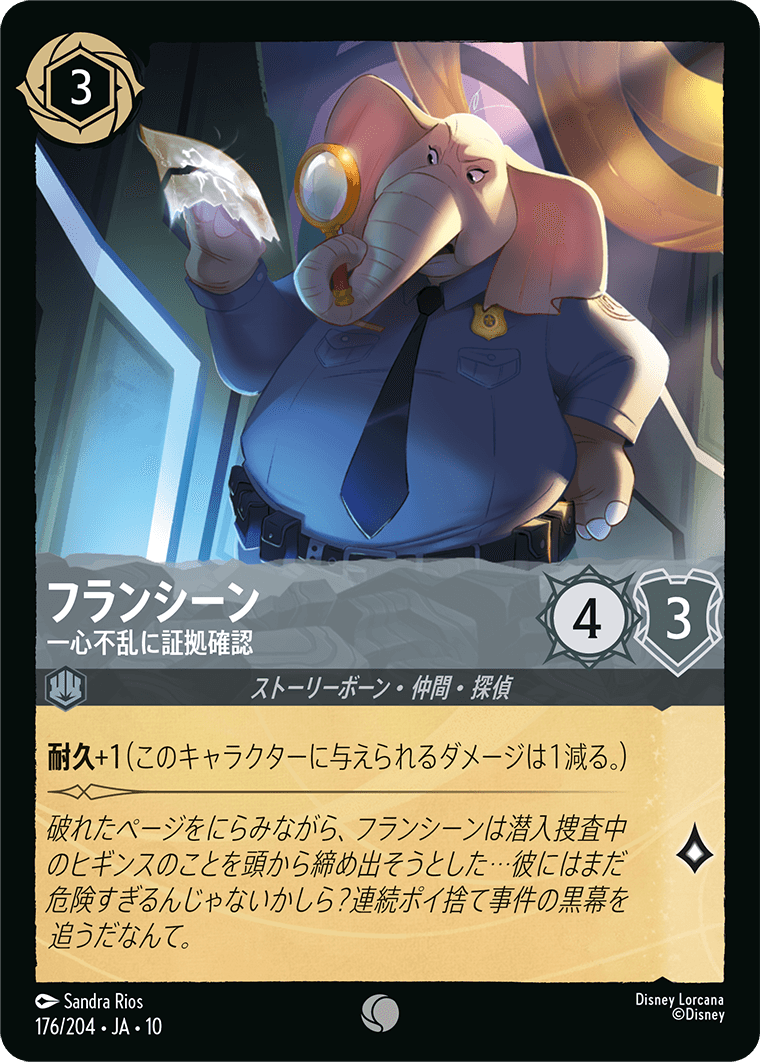 3
フランシーン
一心不乱に証拠確認
4
3
ストーリーボーン・仲間・探偵
耐久+1(このキャラクターに与えられるダメージは1減る。)
破れたページをにらみながら、フランシーンは潜入捜査中
のヒギンスのことを頭から締め出そうとした…彼にはまだ
危険すぎるんじゃないかしら?連続ポイ捨て事件の黒幕を
追うだなんて。
Sandra Rios
176/204・JA・10
Disney Lorcana
©Disney